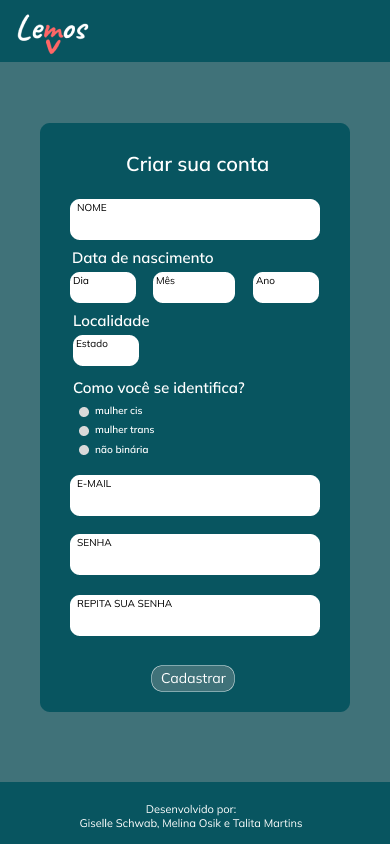 Lemos
V
Criar sua conta
NOME
Data de nascimento
Dia Mês Ano
Localidade
Estado
Como você se identifica?
mulher cis
mulher trans
não binária
E-MAIL
SENHA
REPITA SUA SENHA
Cadastrar
Desenvolvido por:
Giselle Schwab, Melina Osik e Talita Martins